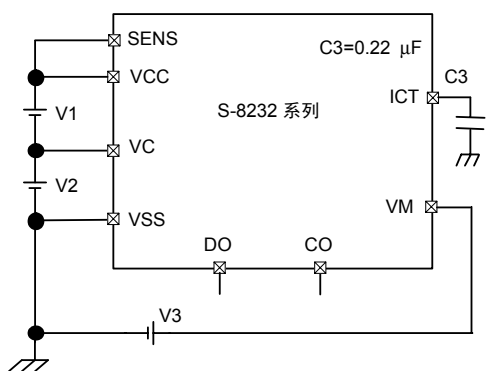 SENS
C3=0.22 μF
VCC
C3
ICT
V1
S-8232 系列
VC
V2
VM
VSS
DO
CO
V3